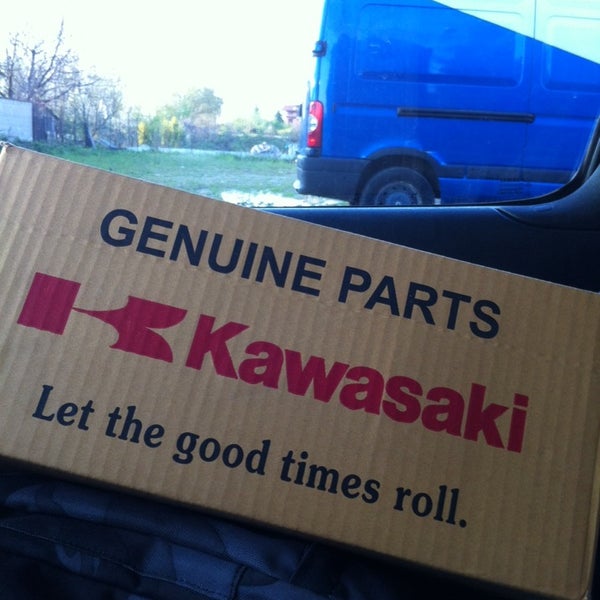 GENUINE PARTS
Kawasaki
Let the good times roll.